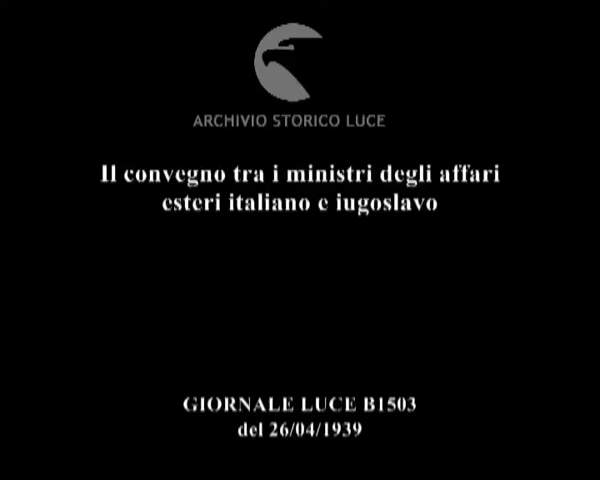 ARCHIVIO STORICO LUCE
Il convegno tra i ministri degli affari
esteri italiano e iugoslavo
GIORNALE LUCE B1503
del 26/04/1939